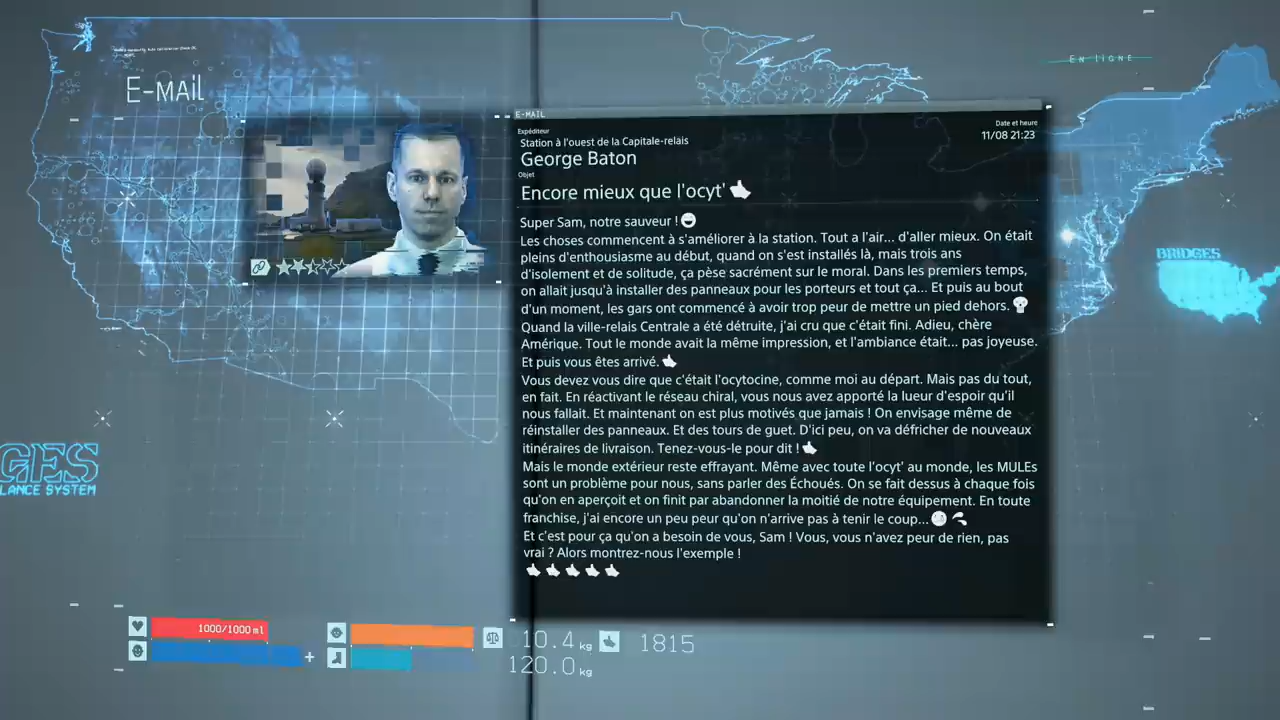 E-MAIL
EN LIGNE
E-MAIL
Expéditeur
Date et heure
Station à l'ouest de la Capitale-relais
11/08 21:23
George Baton
Objet
Encore mieux que l'ocyt'
Super Sam, notre sauveur !
Les choses commencent à s'améliorer à la station. Tout a l'air... d'aller mieux. On était
pleins d'enthousiasme au début, quand on s'est installés là, mais trois ans
d'isolement et de solitude, ça pèse sacrément sur le moral. Dans les premiers temps,
on allait jusqu'à installer des panneaux pour les porteurs et tout ça... Et puis au bout
d'un moment, les gars ont commencé à avoir trop peur de mettre un pied dehors.
Quand la ville-relais Centrale a été détruite, j'ai cru que c'était fini. Adieu, chère
Amérique. Tout le monde avait la même impression, et l'ambiance était... pas joyeuse.
Et puis vous êtes arrivé.
Vous devez vous dire que c'était l'ocytocine, comme moi au départ. Mais pas du tout,
en fait. En réactivant le réseau chiral, vous nous avez apporté la lueur d'espoir qu'il
nous fallait. Et maintenant on est plus motivés que jamais ! On envisage même de
réinstaller des panneaux. Et des tours de guet. D'ici peu, on va défricher de nouveaux
itinéraires de livraison. Tenez-vous-le pour dit !
Mais le monde extérieur reste effrayant. Même avec toute l'ocyt' au monde, les MULEs
sont un problème pour nous, sans parler des Échoués. On se fait dessus à chaque fois
qu'on en aperçoit et on finit par abandonner la moitié de notre équipement. En toute
franchise, j'ai encore un peu peur qu'on n'arrive pas à tenir le coup...
Et c'est pour ça qu'on a besoin de vous, Sam ! Vous, vous n'avez peur de rien, pas
vrai ? Alors montrez-nous l'exemple !
BRIDGES
GES
LANCE SYSTEM
1000/1000 ml
+
10.4 kg
1815
120.0 kg